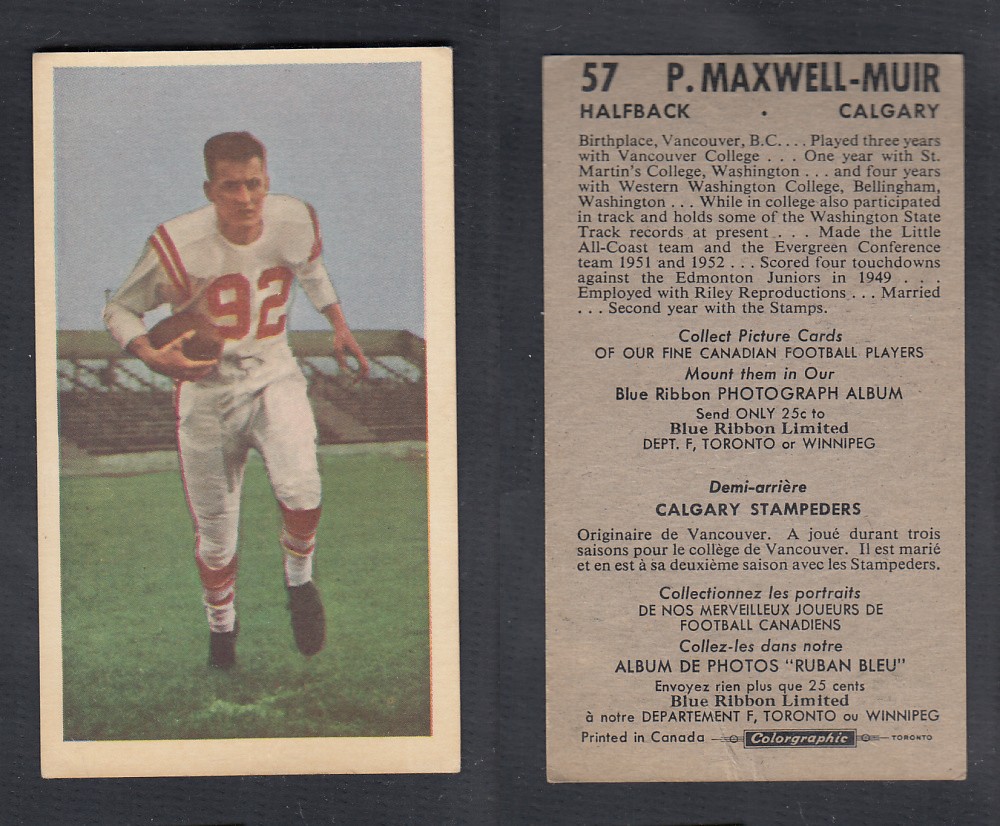 92
57 P. MAXWELL-MUIR
HALFBACK . CALGARY
Birthplace, Vancouver, B.C. . . . Played three years
with Vancouver College . . . One year with St.
Martin's College, Washington . . . and four years
with Western Washington College, Bellingham,
Washington . . . While in college also participated
in track and holds some of the Washington State
Track records at present . . . Made the Little
All-Coast team and the Evergreen Conference
team 1951 and 1952 . . . Scored four touchdowns
against the Edmonton Juniors in 1949 . . .
Employed with Riley Reproductions . . . Married
. . . Second year with the Stamps.
Collect Picture Cards
OF OUR FINE CANADIAN FOOTBALL PLAYERS
Mount them in Our
Blue Ribbon PHOTOGRAPH ALBUM
Send ONLY 25c to
Blue Ribbon Limited
DEPT. F, TORONTO or WINNIPEG
Demi-arrière
CALGARY STAMPEDERS
Originaire de Vancouver. A joué durant trois
saisons pour le collège de Vancouver. Il est marié
et en est à sa deuxième saison avec les Stampeders.
Collectionnez les portraits
DE NOS MERVEILLEUX JOUEURS DE
FOOTBALL CANADIENS
Collez-les dans notre
ALBUM DE PHOTOS "RUBAN BLEU"
Envoyez rien plus que 25 cents
Blue Ribbon Limited
à notre DEPARTEMENT F, TORONTO ou WINNIPEG
Printed in Canada Colorgraphic TORONTO